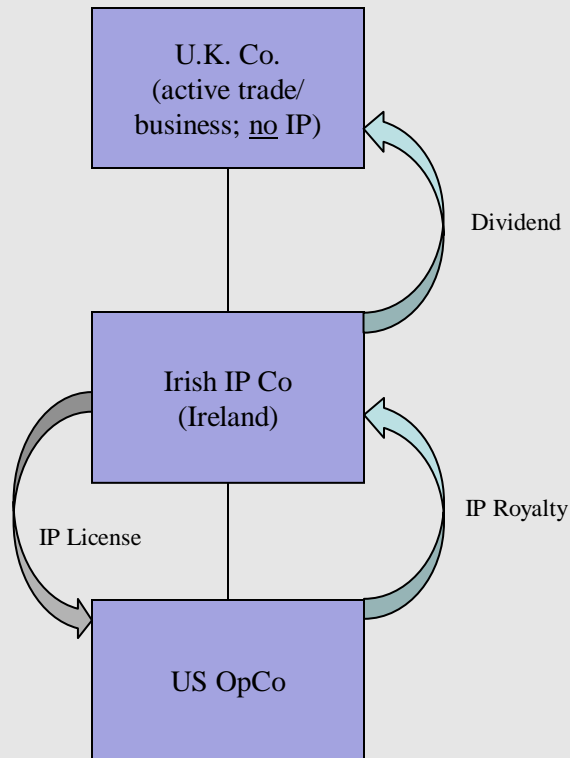 U.K. Co.
(active trade/
business; no IP)
Dividend
Irish IP Co
(Ireland)
IP License
IP Royalty
US OpCo